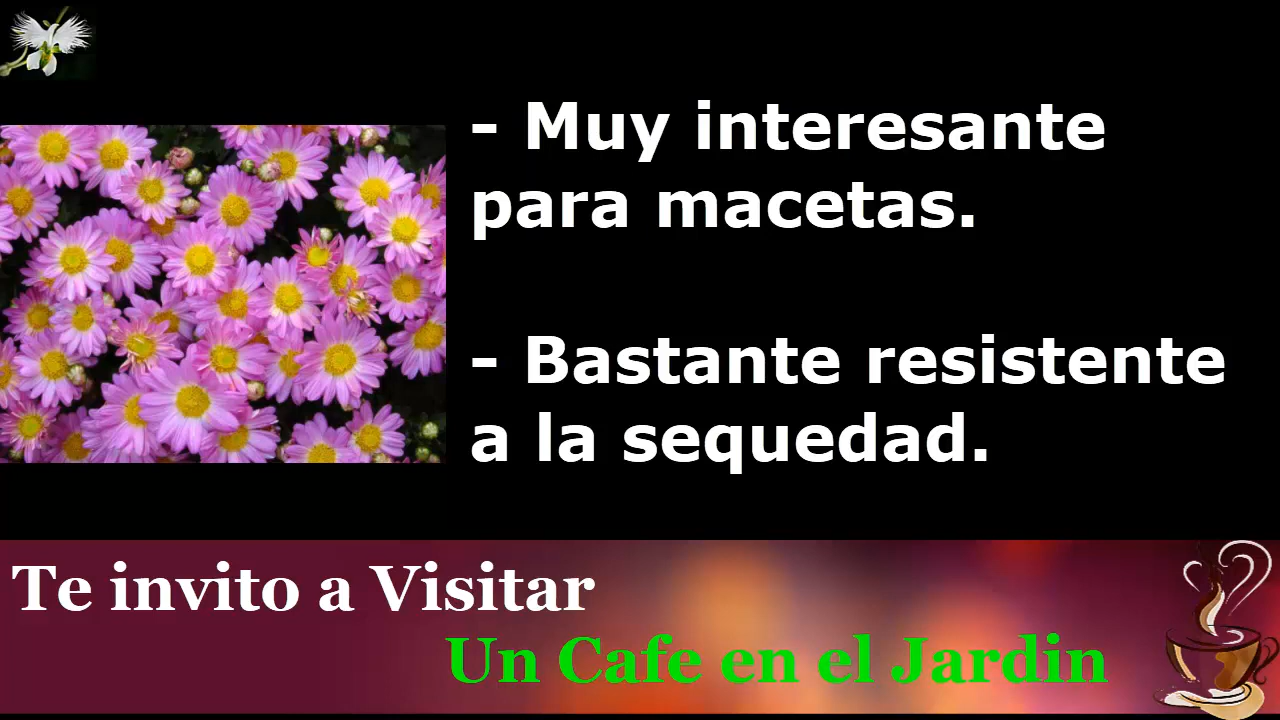 - Muy interesante
para macetas.
- Bastante resistente
a la sequedad.
Te invito a Visitar
Un Cafe en el Jardin